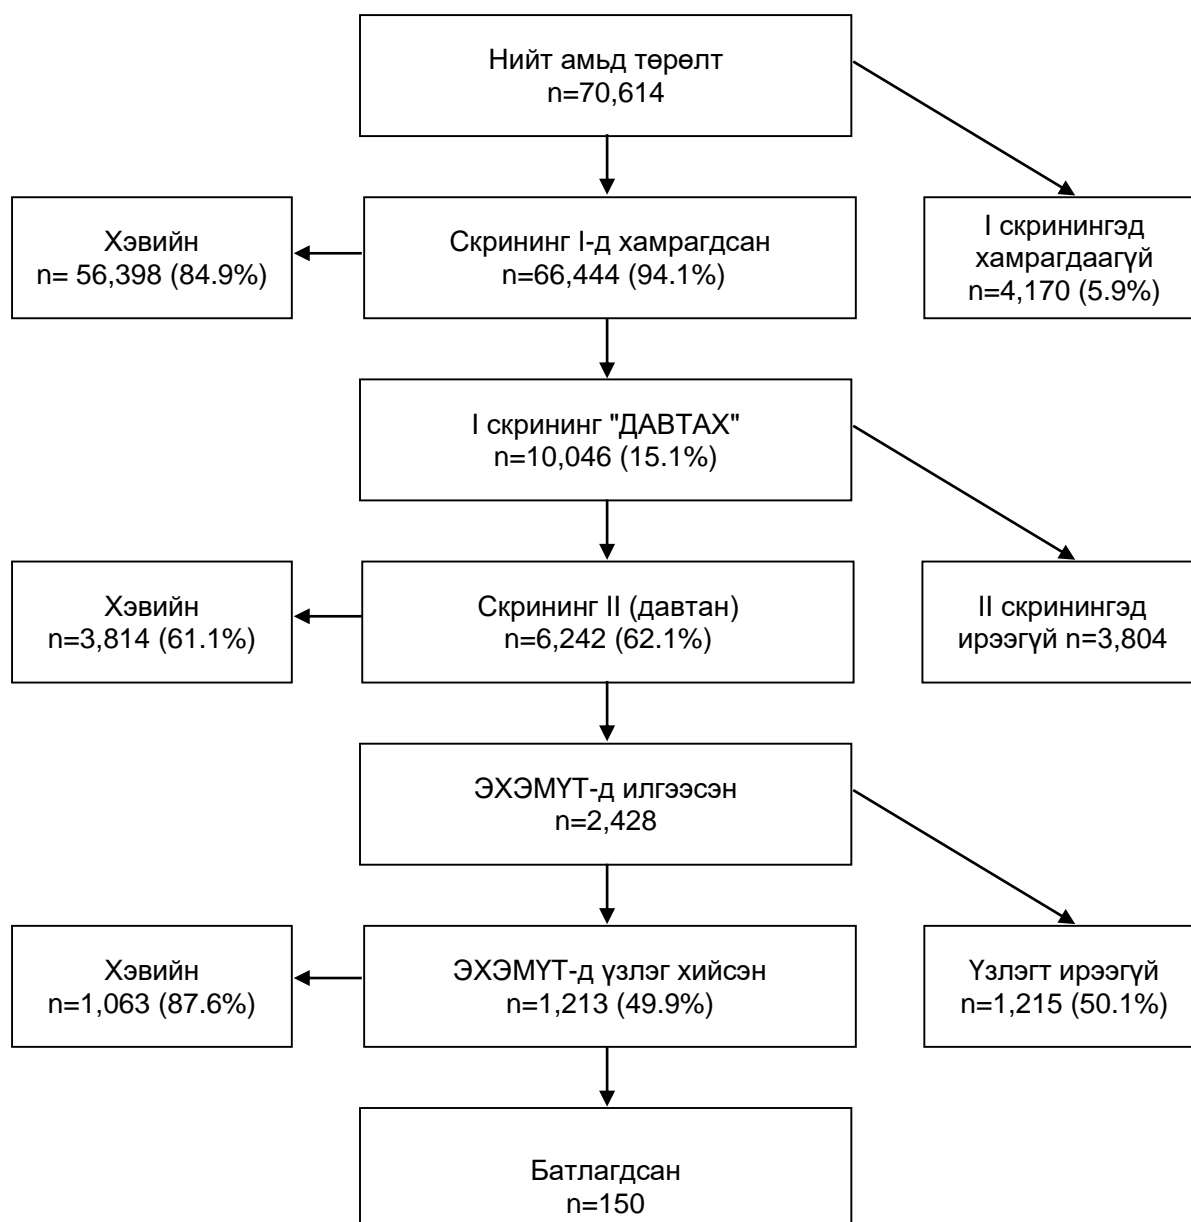 Нийт амьд төрөлт
n=70,614
Хэвийн
n= 56,398 (84.9%)
Скрининг I-д хамрагдсан
n=66,444 (94.1%)
I скринингэд
хамрагдаагүй
n=4,170 (5.9%)
I скрининг "ДАВТАХ"
n=10,046 (15.1%)
Хэвийн
n=3,814 (61.1%)
Скрининг II (давтан)
n=6,242 (62.1%)
II скринингэд
ирээгүй n=3,804
ЭХЭМҮТ-д илгээсэн
n=2,428
Хэвийн
n=1,063 (87.6%)
ЭХЭМҮТ-д үзлэг хийсэн
n=1,213 (49.9%)
Үзлэгт ирээгүй
n=1,215 (50.1%)
Батлагдсан
n=150